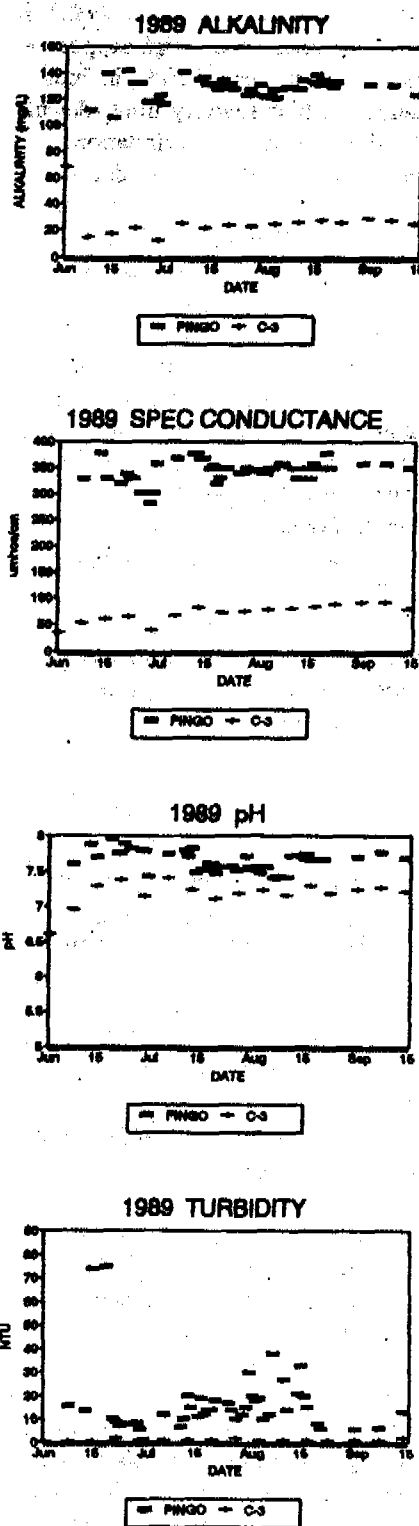 1989 ALKALINITY
ALKALINITY (mg/L)
160
140
120
100
80
60
40
20
0
Jun 15 Jul 15 Aug 15 Sep 15
DATE
PINGO C-3
1989 SPEC CONDUCTANCE
umhos/cm
400
350
300
250
200
150
100
50
0
Jun 15 Jul 15 Aug 15 Sep 15
DATE
PINGO C-3
1989 pH
pH
8
7.5
7
6.5
6
5.5
5
Jun 15 Jul 15 Aug 15 Sep 15
DATE
PINGO C-3
1989 TURBIDITY
NTU
90
80
70
60
50
40
30
20
10
0
Jun 15 Jul 15 Aug 15 Sep 15
DATE
PINGO C-3